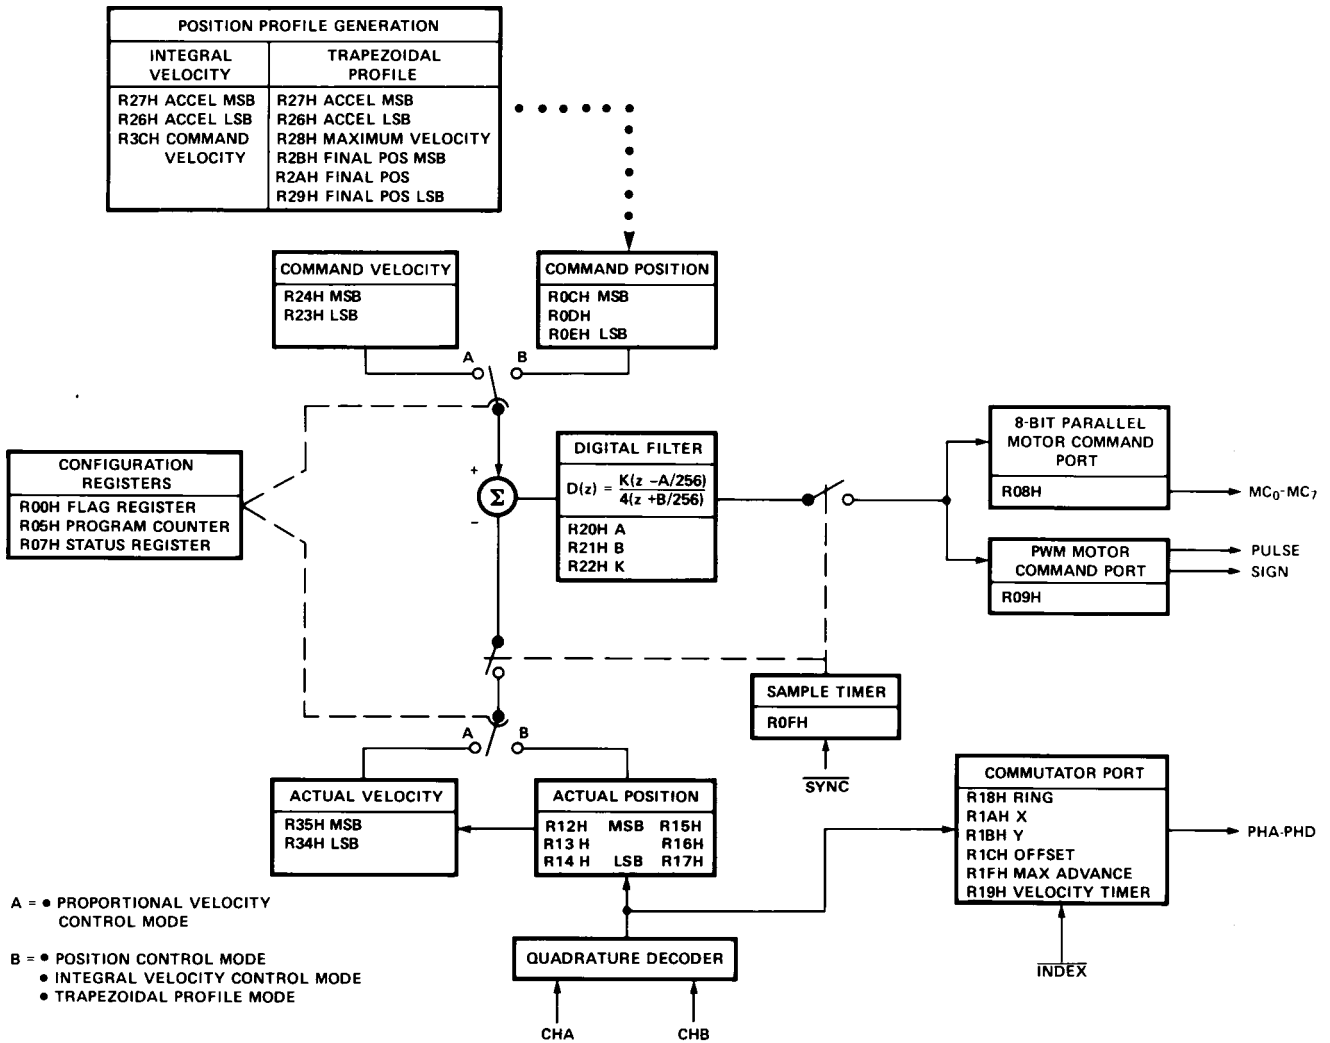 POSITION PROFILE GENERATION
INTEGRAL
VELOCITY
TRAPEZOIDAL
PROFILE
R27H ACCEL MSB
R26H ACCEL LSB
R3CH COMMAND
VELOCITY
R27H ACCEL MSB
R26H ACCEL LSB
R28H MAXIMUM VELOCITY
R2BH FINAL POS MSB
R2AH FINAL POS
R29H FINAL POS LSB
COMMAND VELOCITY
R24H MSB
R23H LSB
COMMAND POSITION
R0CH MSB
R0DH
R0EH LSB
A
B
CONFIGURATION
REGISTERS
R00H FLAG REGISTER
R05H PROGRAM COUNTER
R07H STATUS REGISTER
+
Σ
−
DIGITAL FILTER
D(z) = K(z −A/256)
4(z +B/256)
R20H A
R21H B
R22H K
8-BIT PARALLEL
MOTOR COMMAND
PORT
R08H
MC0-MC7
PWM MOTOR
COMMAND PORT
R09H
PULSE
SIGN
SAMPLE TIMER
R0FH
SYNC
A
B
ACTUAL VELOCITY
R35H MSB
R34H LSB
ACTUAL POSITION
R12H MSB R15H
R13H R16H
R14H LSB R17H
COMMUTATOR PORT
R18H RING
R1AH X
R1BH Y
R1CH OFFSET
R1FH MAX ADVANCE
R19H VELOCITY TIMER
PHA-PHD
INDEX
QUADRATURE DECODER
CHA
CHB
A = • PROPORTIONAL VELOCITY
CONTROL MODE
B = • POSITION CONTROL MODE
• INTEGRAL VELOCITY CONTROL MODE
• TRAPEZOIDAL PROFILE MODE